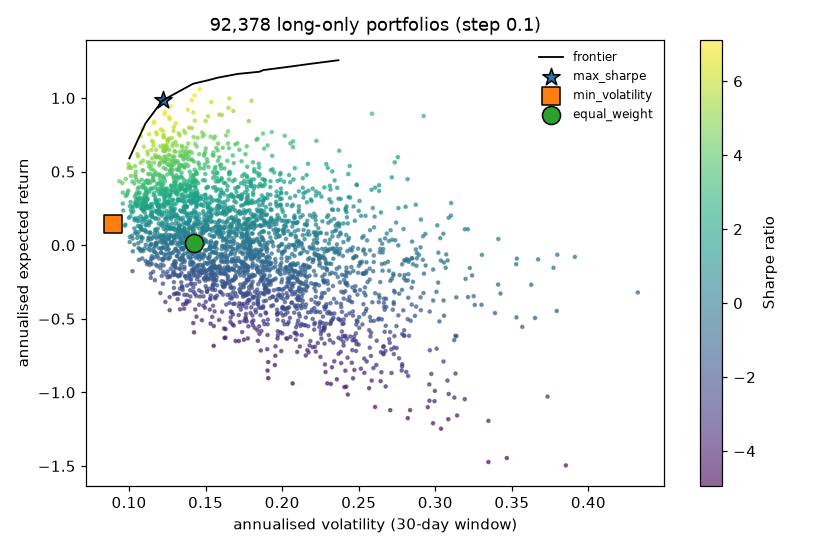 92,378 long-only portfolios (step 0.1)
frontier
max_sharpe
min_volatility
equal_weight
1.0
0.5
0.0
−0.5
−1.0
−1.5
annualised expected return
0.10
0.15
0.20
0.25
0.30
0.35
0.40
annualised volatility (30-day window)
6
4
2
0
−2
−4
Sharpe ratio